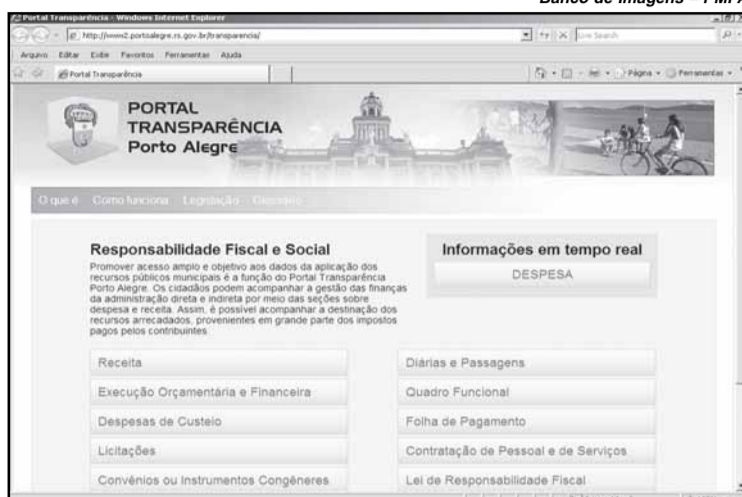 Banco de Imagens – PMPA
Portal Transparência - Windows Internet Explorer
http://www2.portoalegre.rs.gov.br/transparencia/
Live Search
Arquivo Editar Exibir Favoritos Ferramentas Ajuda
Portal Transparência
Página Ferramentas
PORTAL
TRANSPARÊNCIA
Porto Alegre
O que é Como funciona Legislação Glossário
Responsabilidade Fiscal e Social
Promover acesso amplo e objetivo aos dados da aplicação dos
recursos públicos municipais é a função do Portal Transparência
Porto Alegre. Os cidadãos podem acompanhar a gestão das finanças
da administração direta e indireta por meio das seções sobre
despesa e receita. Assim, é possível acompanhar a destinação dos
recursos arrecadados, provenientes em grande parte dos impostos
pagos pelos contribuintes.
Informações em tempo real
DESPESA
Receita
Execução Orçamentária e Financeira
Despesas de Custeio
Licitações
Convênios ou Instrumentos Congêneres
Diárias e Passagens
Quadro Funcional
Folha de Pagamento
Contratação de Pessoal e de Serviços
Lei de Responsabilidade Fiscal